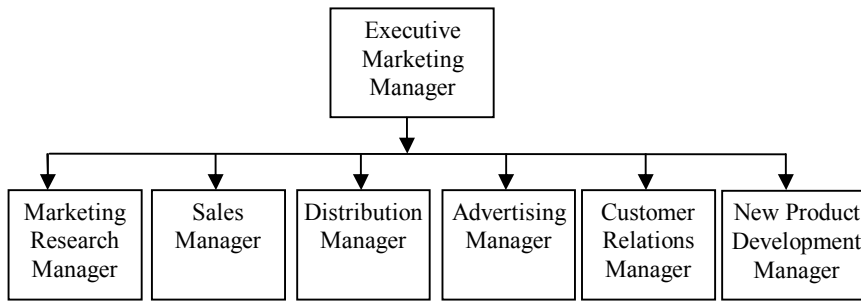 Executive
Marketing
Manager
Marketing
Research
Manager
Sales
Manager
Distribution
Manager
Advertising
Manager
Customer
Relations
Manager
New Product
Development
Manager